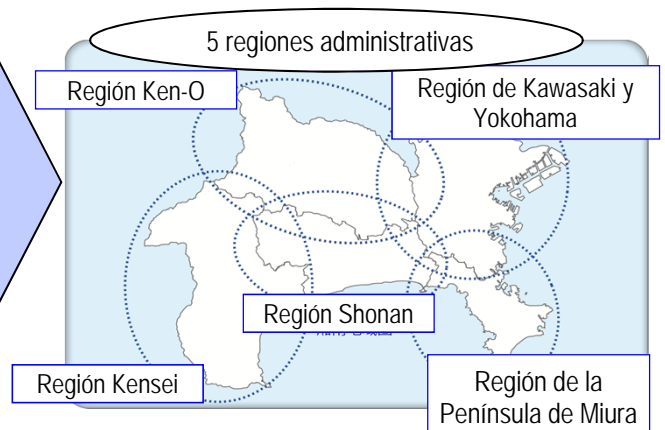 5 regiones administrativas
Región Ken-O
Región de Kawasaki y
Yokohama
Región Shonan
Región Kensei
Región de la
Península de Miura